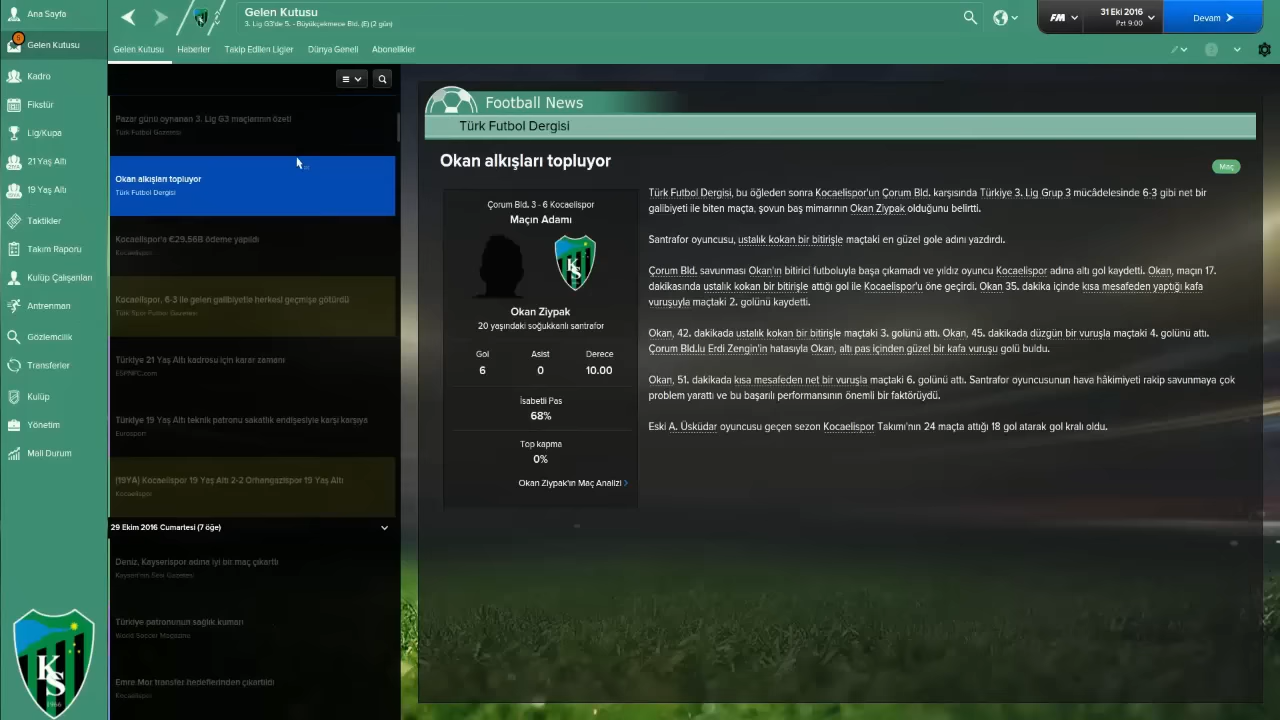 Ana Sayfa
Gelen Kutusu
Kadro
Fikstür
Lig/Kupa
21 Yaş Altı
19 Yaş Altı
Taktikler
Takım Raporu
Kulüp Çalışanları
Antrenman
Gözlemcilik
Transferler
Kulüp
Yönetim
Mali Durum
KS
1966
Gelen Kutusu
3. Lig G3'de 5. - Büyükçekmece Bld. (E) (2 gün)
FM
31 Eki 2016
Pzt 9.00
Devam
Gelen Kutusu
Haberler
Takip Edilen Ligler
Dünya Geneli
Abonelikler
Pazar günü oynanan 3. Lig G3 maçlarının özeti
Türk Futbol Gazetesi
Okan alkışları topluyor
Türk Futbol Dergisi
Kocaelispor'a €29.56B ödeme yapıldı
Kocaelispor
Kocaelispor, 6-3 ile gelen galibiyetle herkesi geçmişe götürdü
Türk Spor Futbol Gazetesi
Türkiye 21 Yaş Altı kadrosu için karar zamanı
ESPNFC.com
Türkiye 19 Yaş Altı teknik patronu sakatlık endişesiyle karşı karşıya
Eurosport
(19YA) Kocaelispor 19 Yaş Altı 2-2 Orhangazispor 19 Yaş Altı
Kocaelispor
29 Ekim 2016 Cumartesi (7 öğe)
Deniz, Kayserispor adına iyi bir maç çıkarttı
Türkiye patronunun sağlık kumarı
World Soccer Magazine
Emre Mor transfer hedeflerinden çıkartıldı
Kocaelispor
Football News
Türk Futbol Dergisi
Okan alkışları topluyor
Maç
Çorum Bld. 3 - 6 Kocaelispor
Maçın Adamı
KS
Okan Ziypak
20 yaşındaki soğukkanlı santrafor
Gol Asist Derece
6 0 10.00
İsabetli Pas
68%
Top kapma
0%
Okan Ziypak'ın Maç Analizi
Türk Futbol Dergisi, bu öğleden sonra Kocaelispor'un Çorum Bld. karşısında Türkiye 3. Lig Grup 3 mücâdelesinde 6-3 gibi net bir
galibiyeti ile biten maçta, şovun baş mimarının Okan Ziypak olduğunu belirtti.
Santrafor oyuncusu, ustalık kokan bir bitirişle maçtaki en güzel gole adını yazdırdı.
Çorum Bld. savunması Okan'ın bitirici futboluyla başa çıkamadı ve yıldız oyuncu Kocaelispor adına altı gol kaydetti. Okan, maçın 17.
dakikasında ustalık kokan bir bitirişle attığı gol ile Kocaelispor'u öne geçirdi. Okan 35. dakika içinde kısa mesafeden yaptığı kafa
vuruşuyla maçtaki 2. golünü kaydetti.
Okan, 42. dakikada ustalık kokan bir bitirişle maçtaki 3. golünü attı. Okan, 45. dakikada düzgün bir vuruşla maçtaki 4. golünü attı.
Çorum Bld.lu Erdi Zengin'in hatasıyla Okan, altı pas içinden güzel bir kafa vuruşu golü buldu.
Okan, 51. dakikada kısa mesafeden net bir vuruşla maçtaki 6. golünü attı. Santrafor oyuncusunun hava hâkimiyeti rakip savunmaya çok
problem yarattı ve bu başarılı performansının önemli bir faktörüydü.
Eski A. Üsküdar oyuncusu geçen sezon Kocaelispor Takımı'nın 24 maçta attığı 18 gol atarak gol kralı oldu.